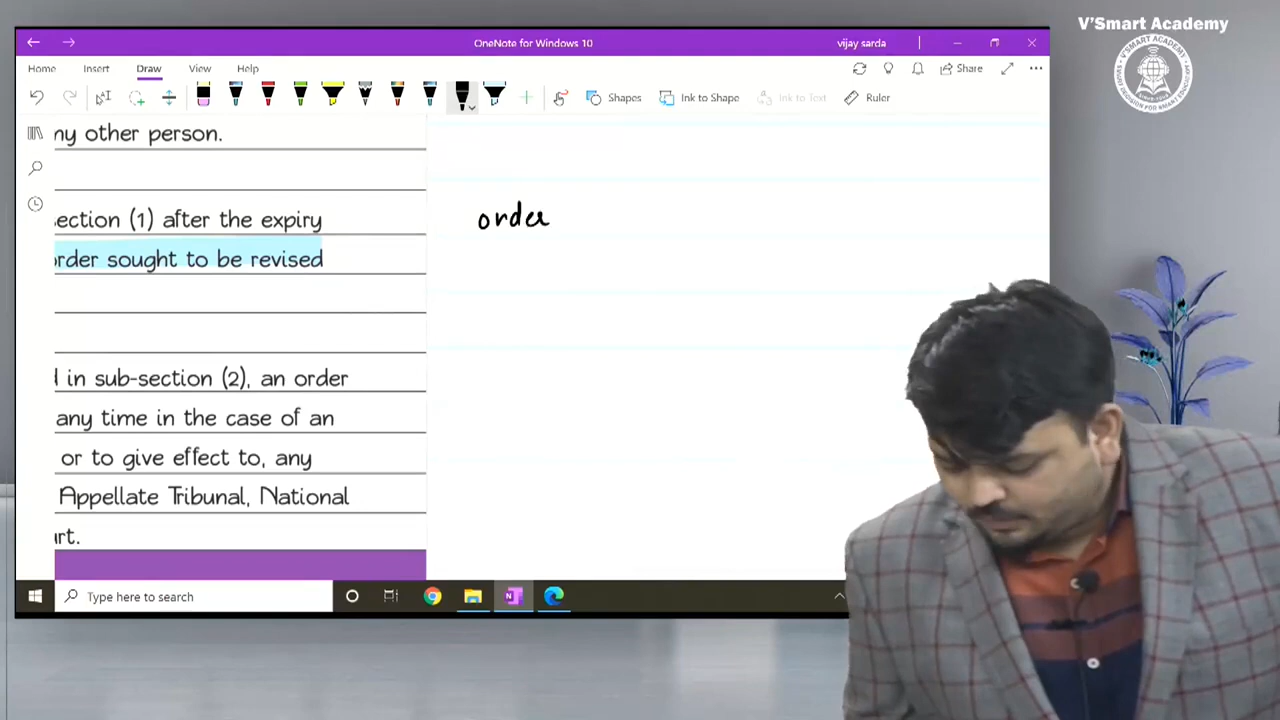 V'Smart Academy
OneNote for Windows 10
vijay sarda
Home Insert Draw View Help
Share
Shapes Ink to Shape Ink to Text Ruler
ny other person.
ection (1) after the expiry
order sought to be revised
order
d in sub-section (2), an order
any time in the case of an
or to give effect to, any
Appellate Tribunal, National
urt.
Type here to search